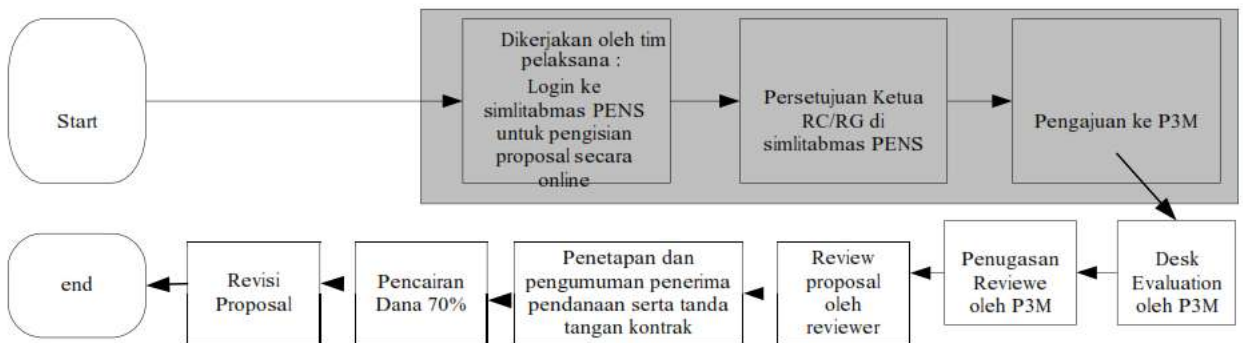 Start
Dikerjakan oleh tim
pelaksana :
Login ke
simlitabmas PENS
untuk pengisian
proposal secara
online
Persetujuan Ketua
RC/RG di
simlitabmas PENS
Pengajuan ke P3M
Desk
Evaluation
oleh P3M
Penugasan
Reviewe
oleh P3M
Review
proposal
oleh
reviewer
Penetapan dan
pengumuman penerima
pendanaan serta tanda
tangan kontrak
Pencairan
Dana 70%
Revisi
Proposal
end